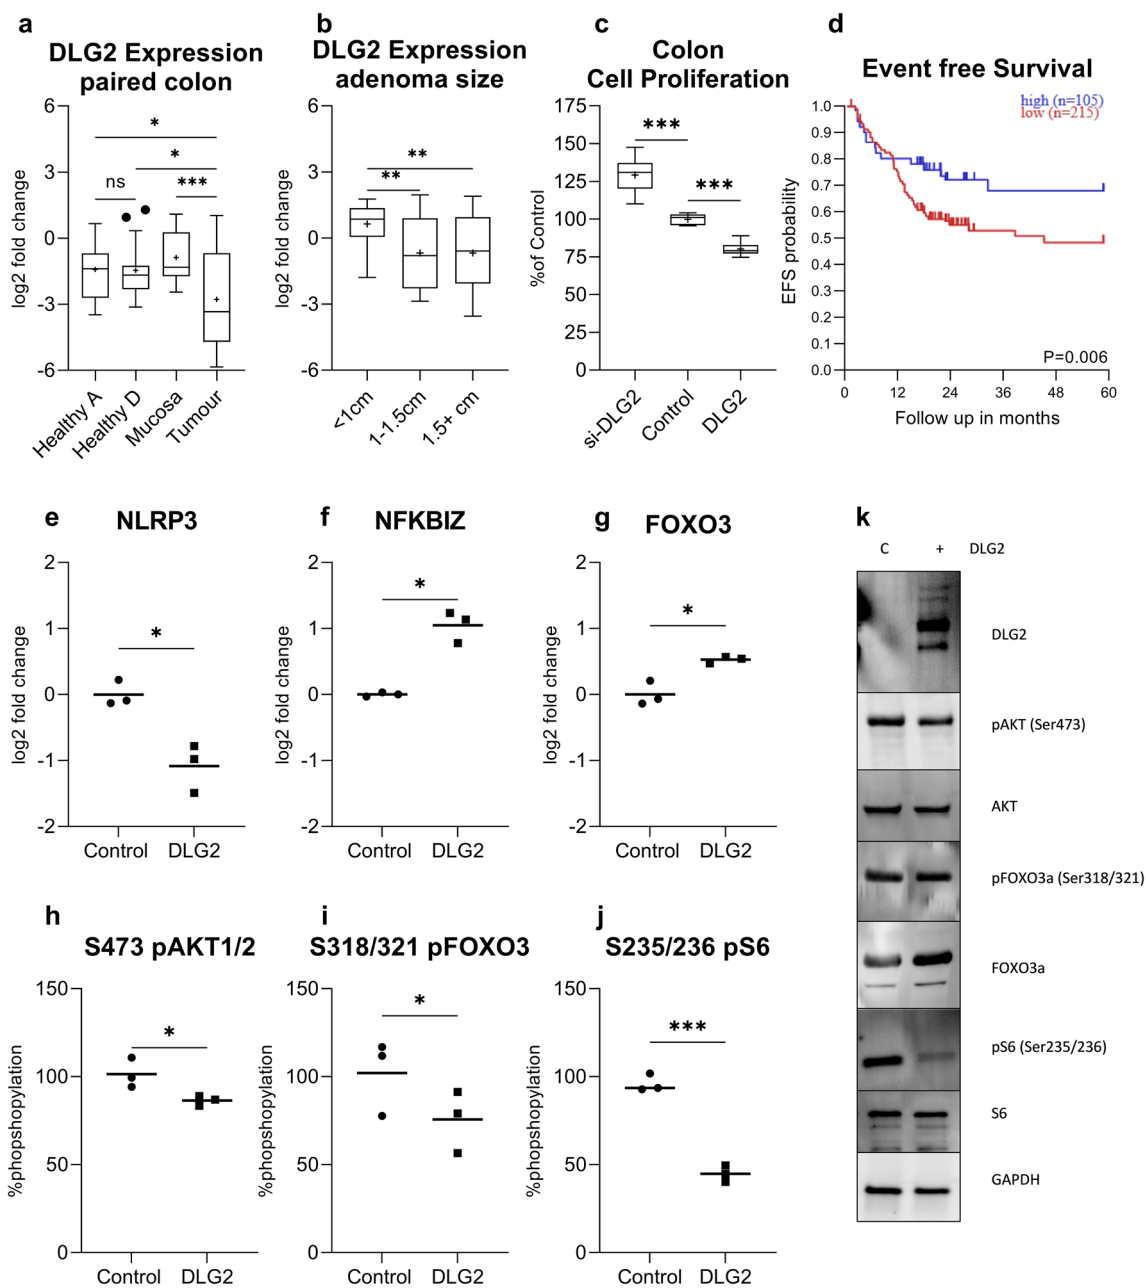 a
DLG2 Expression
paired colon
6
3
0
-3
-6
log2 fold change
*
*
ns
***
Healthy A
Healthy D
Mucosa
Tumour
b
DLG2 Expression
adenoma size
6
3
0
-3
-6
log2 fold change
**
**
<1cm
1-1.5cm
1.5+ cm
c
Colon
Cell Proliferation
175
150
125
100
75
50
25
0
%of Control
***
***
si-DLG2
Control
DLG2
d
Event free Survival
high (n=105)
low (n=215)
1.0
0.9
0.8
0.7
0.6
0.5
0.4
0.3
0.2
0.1
0.0
EFS probability
P=0.006
0 12 24 36 48 60
Follow up in months
e
NLRP3
2
1
0
-1
-2
log2 fold change
*
Control DLG2
f
NFKBIZ
2
1
0
-1
-2
log2 fold change
*
Control DLG2
g
FOXO3
2
1
0
-1
-2
log2 fold change
*
Control DLG2
h
S473 pAKT1/2
150
100
50
0
%phopshopylation
*
Control DLG2
i
S318/321 pFOXO3
150
100
50
0
%phopshopylation
*
Control DLG2
j
S235/236 pS6
150
100
50
0
%phopshopylation
***
Control DLG2
k
C + DLG2
DLG2
pAKT (Ser473)
AKT
pFOXO3a (Ser318/321)
FOXO3a
pS6 (Ser235/236)
S6
GAPDH